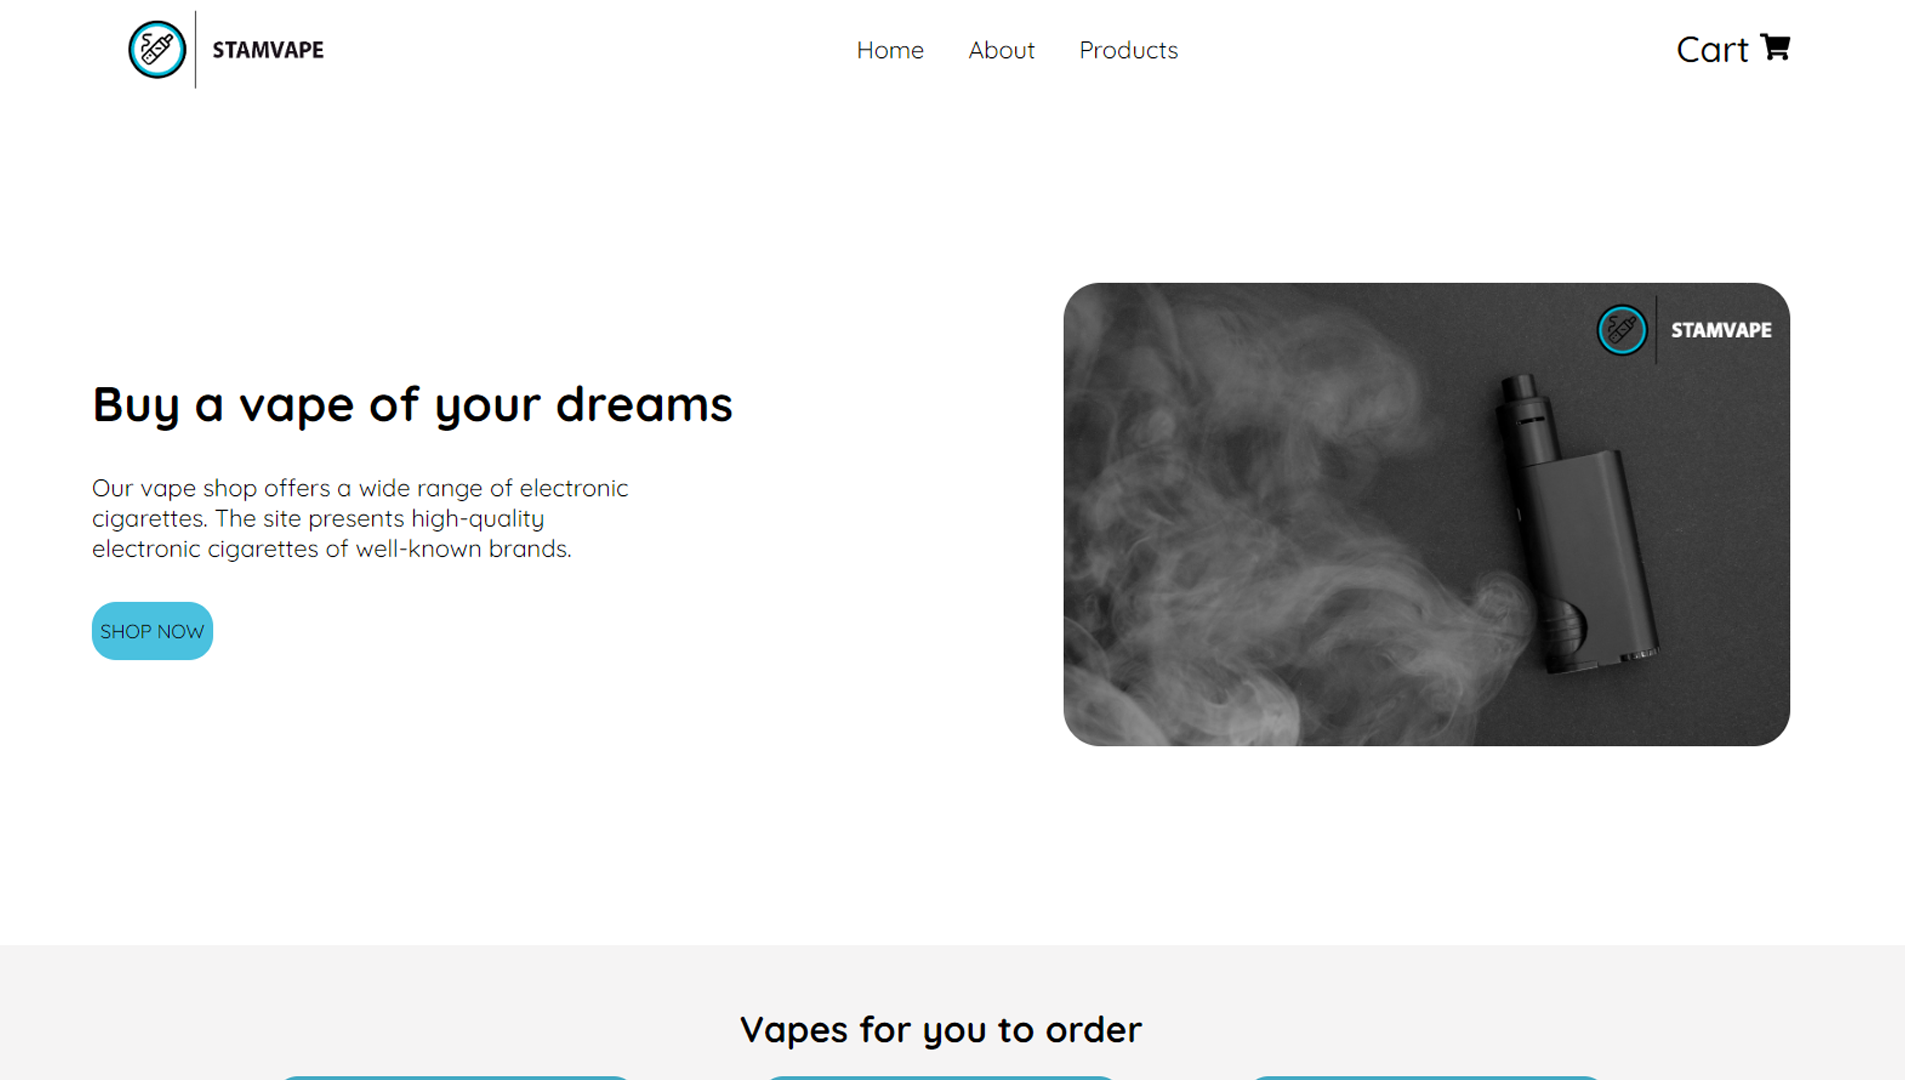 STAMVAPE
Home
About
Products
Cart
STAMVAPE
Buy a vape of your dreams
Our vape shop offers a wide range of electronic
cigarettes. The site presents high-quality
electronic cigarettes of well-known brands.
SHOP NOW
Vapes for you to order